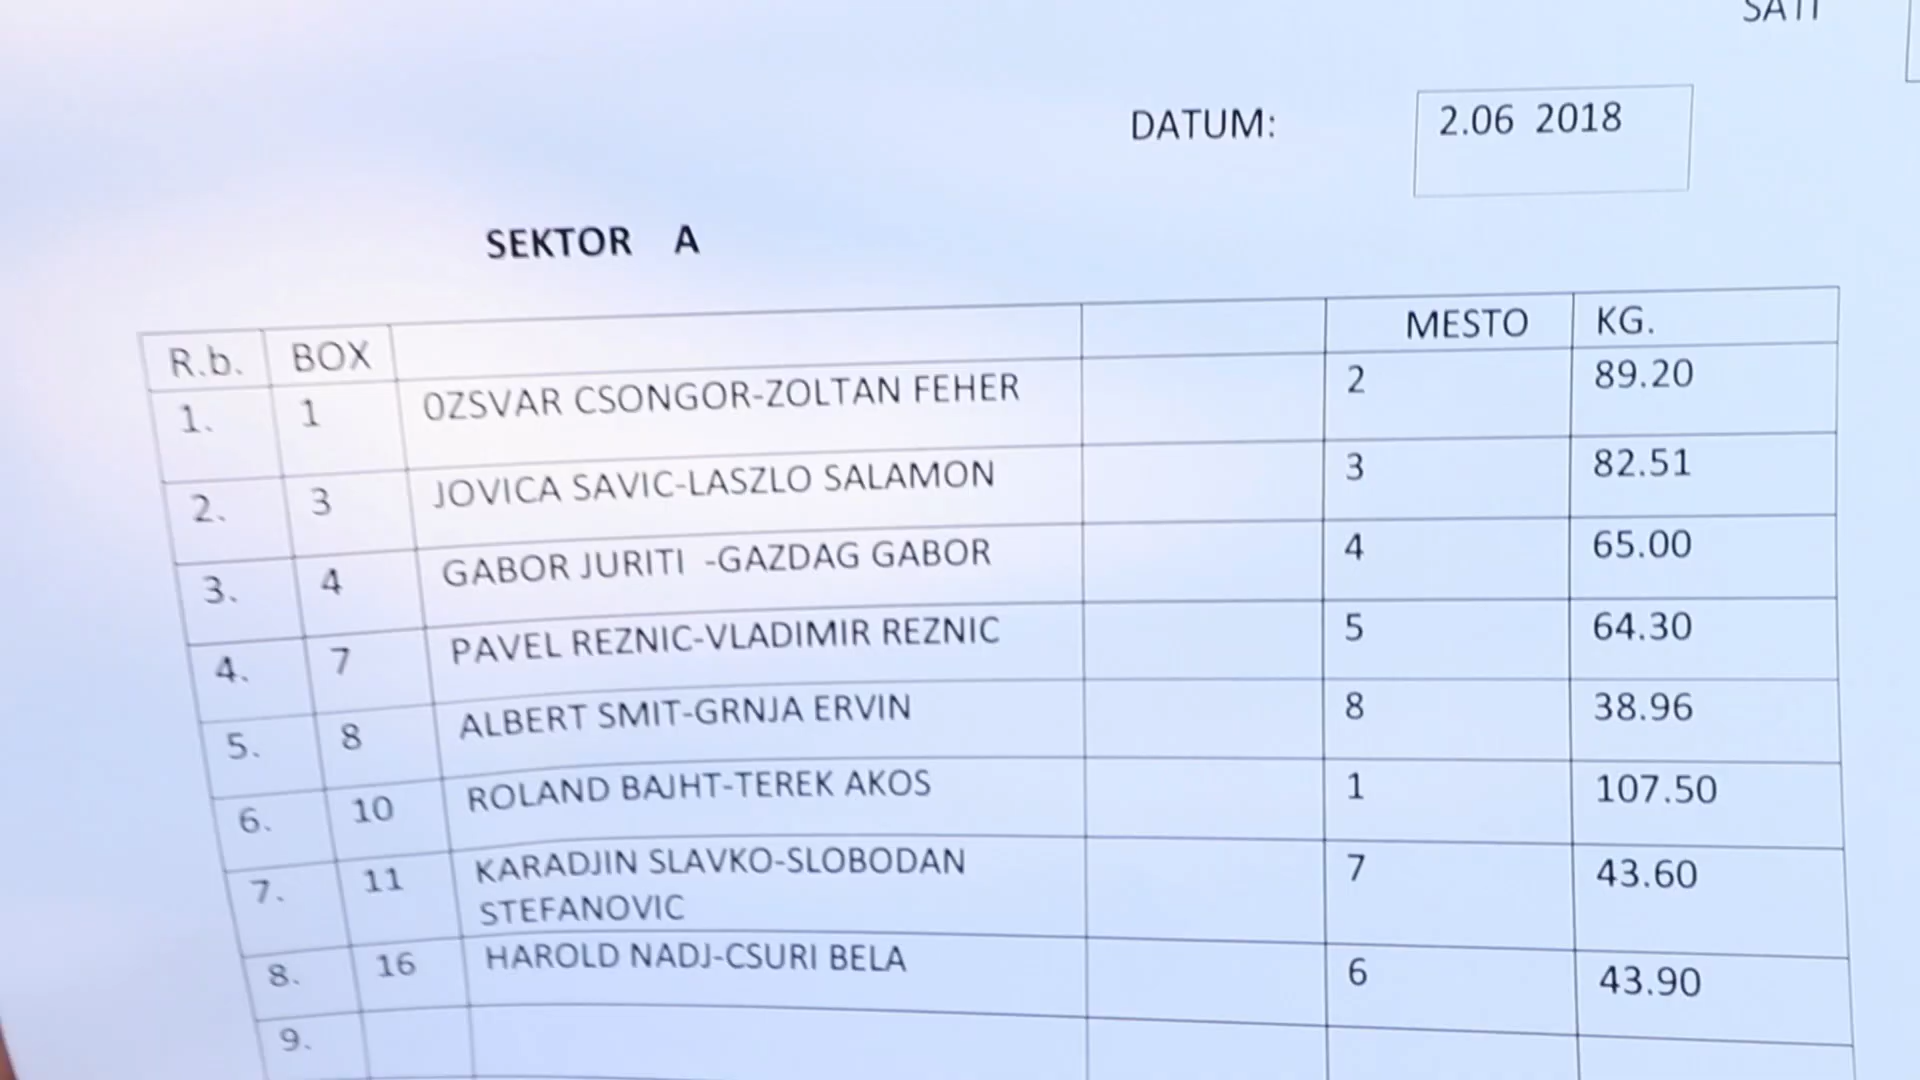 SATI
DATUM: 2.06 2018
SEKTOR A
R.b. BOX MESTO KG.
1. 1 OZSVAR CSONGOR-ZOLTAN FEHER 2 89.20
2. 3 JOVICA SAVIC-LASZLO SALAMON 3 82.51
3. 4 GABOR JURITI -GAZDAG GABOR 4 65.00
4. 7 PAVEL REZNIC-VLADIMIR REZNIC 5 64.30
5. 8 ALBERT SMIT-GRNJA ERVIN 8 38.96
6. 10 ROLAND BAJHT-TEREK AKOS 1 107.50
7. 11 KARADJIN SLAVKO-SLOBODAN 7 43.60
STEFANOVIC
8. 16 HAROLD NADJ-CSURI BELA 6 43.90
9.